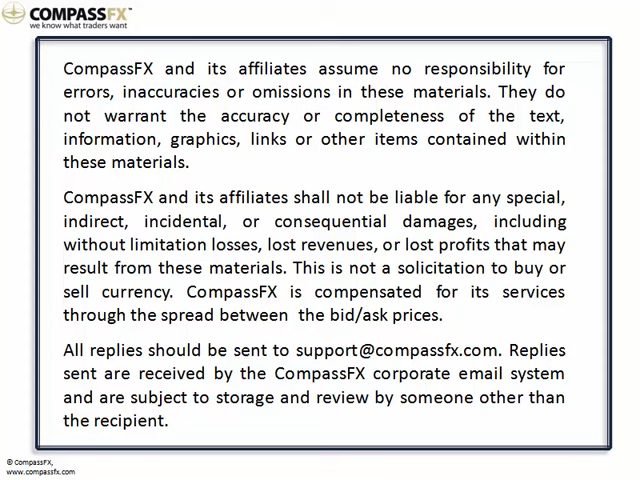 COMPASSFX™
we know what traders want
CompassFX and its affiliates assume no responsibility for
errors, inaccuracies or omissions in these materials. They do
not warrant the accuracy or completeness of the text,
information, graphics, links or other items contained within
these materials.
CompassFX and its affiliates shall not be liable for any special,
indirect, incidental, or consequential damages, including
without limitation losses, lost revenues, or lost profits that may
result from these materials. This is not a solicitation to buy or
sell currency. CompassFX is compensated for its services
through the spread between the bid/ask prices.
All replies should be sent to support@compassfx.com. Replies
sent are received by the CompassFX corporate email system
and are subject to storage and review by someone other than
the recipient.
© CompassFX,
www.compassfx.com